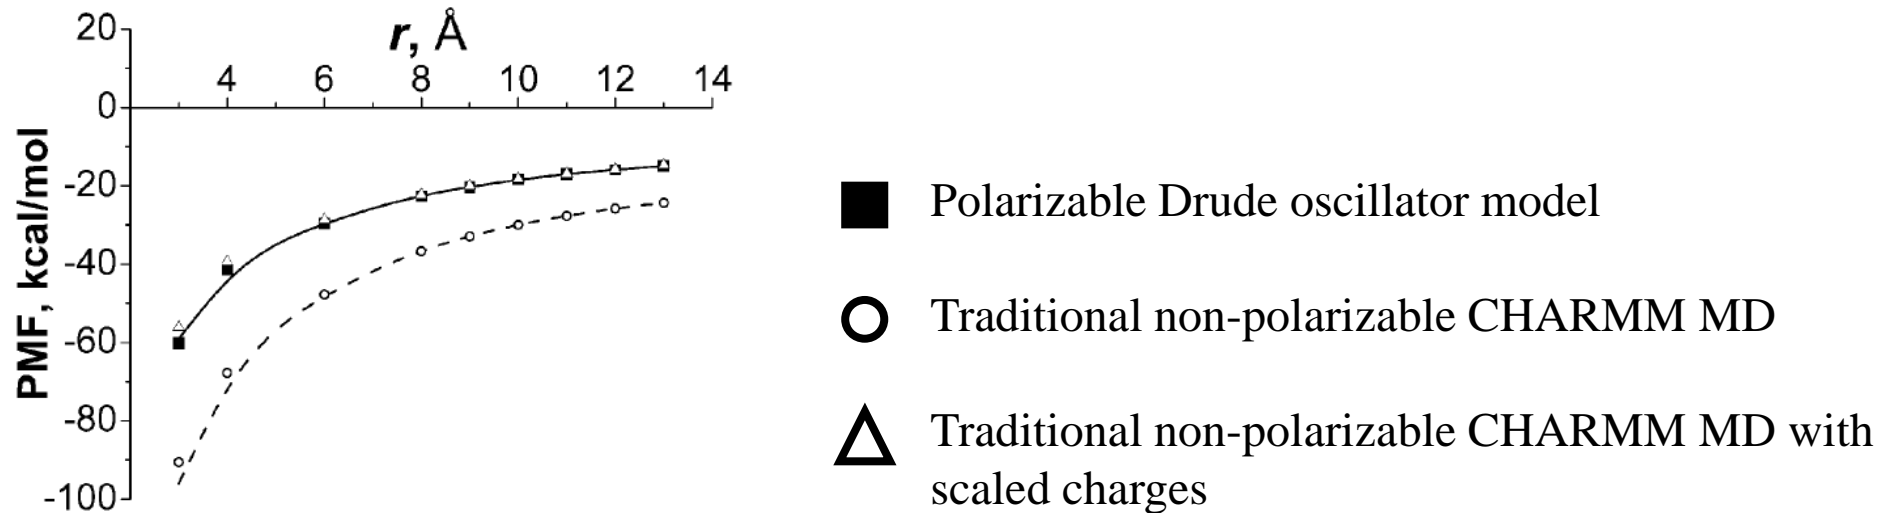 r, Å
20
4 6 8 10 12 14
0
-20
-40
-60
-80
-100
PMF, kcal/mol
Polarizable Drude oscillator model
Traditional non-polarizable CHARMM MD
Traditional non-polarizable CHARMM MD with
scaled charges